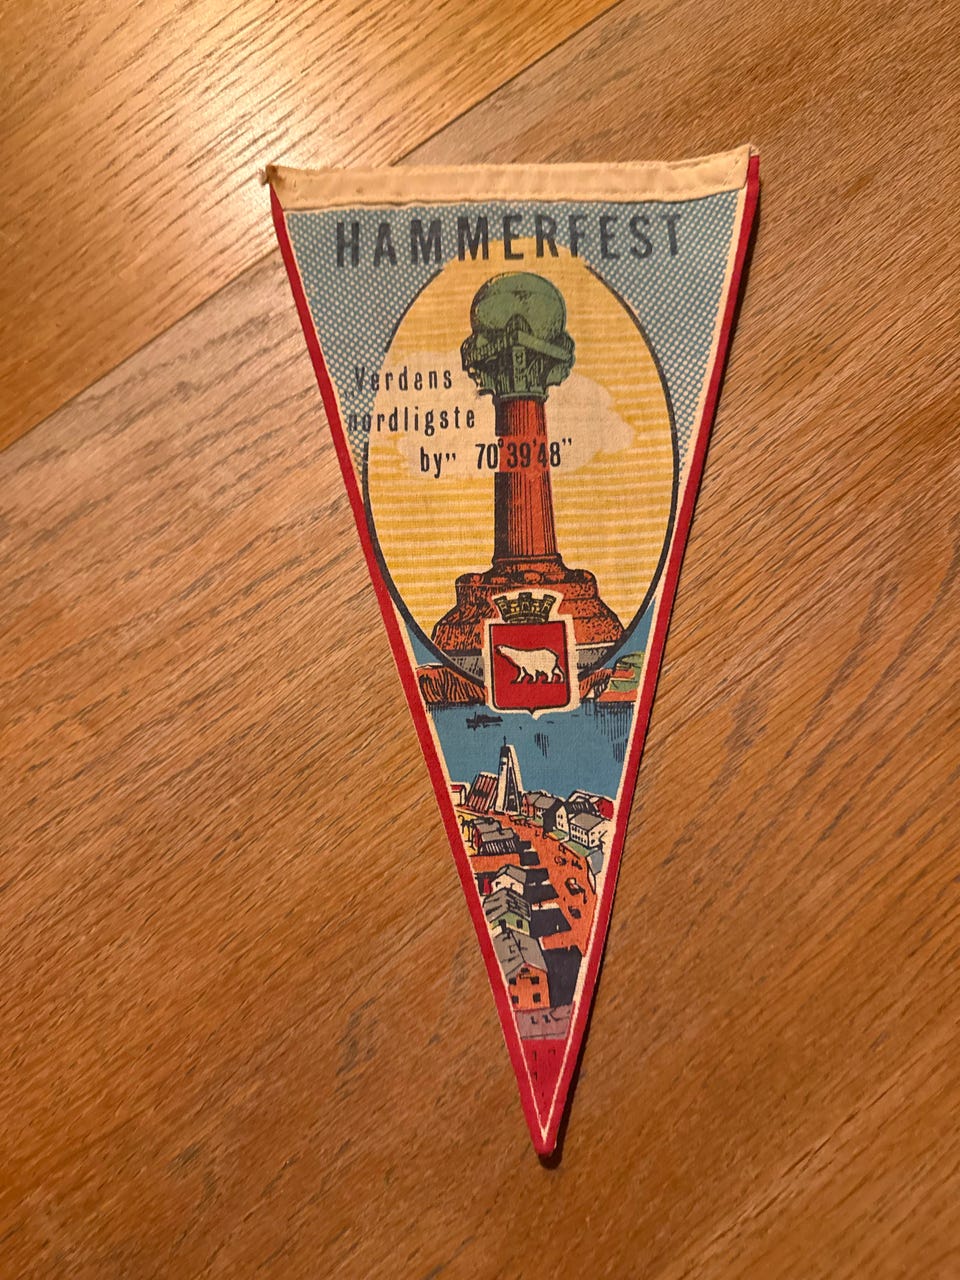 HAMMERFEST
Verdens
nordligste
by” 70°39'48”